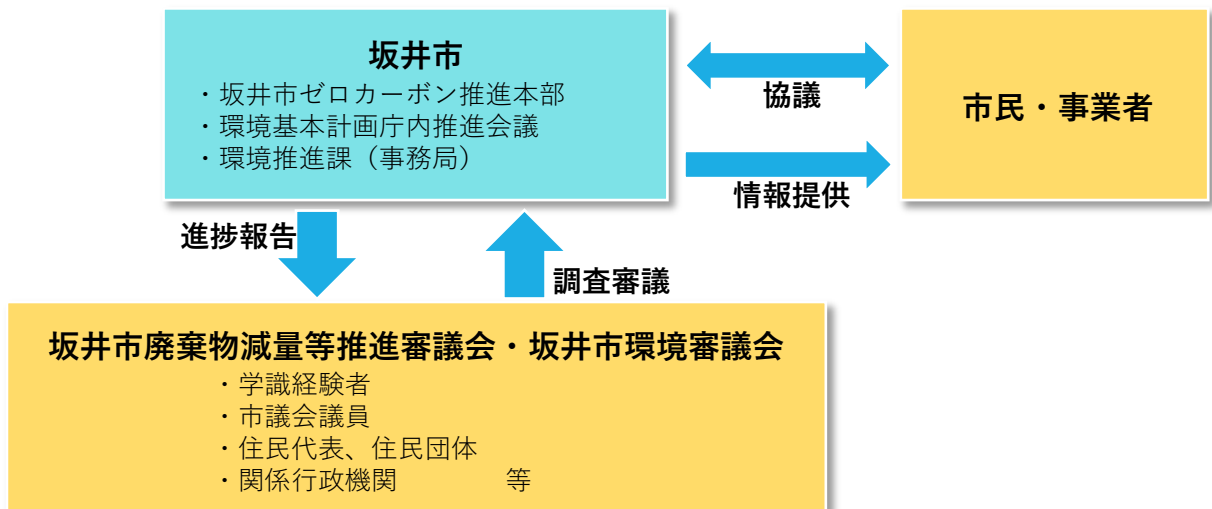 坂井市
・坂井市ゼロカーボン推進本部
・環境基本計画庁内推進会議
・環境推進課（事務局）
協議
情報提供
市民・事業者
進捗報告
調査審議
坂井市廃棄物減量等推進審議会・坂井市環境審議会
・学識経験者
・市議会議員
・住民代表、住民団体
・関係行政機関　　　　等